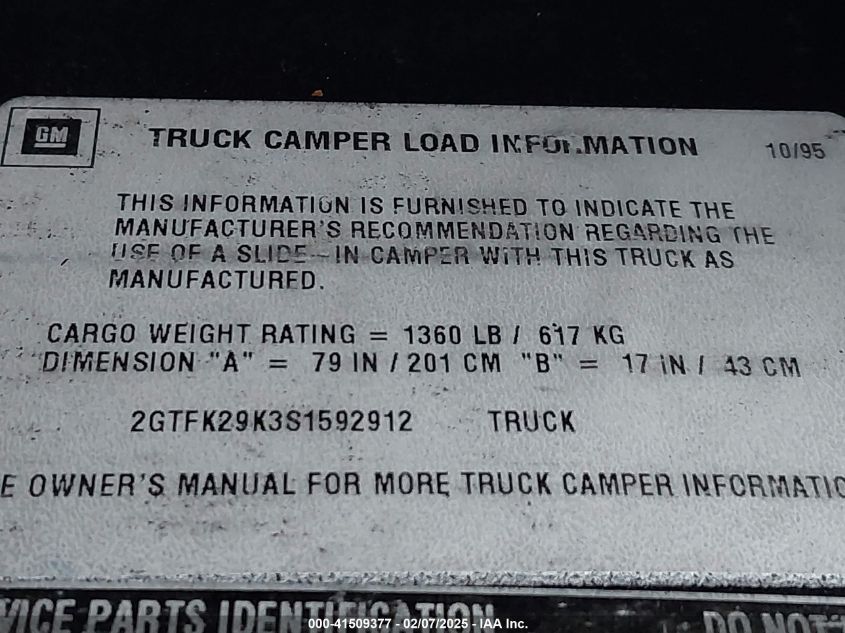 GM
TRUCK CAMPER LOAD INFORMATION 10/95
THIS INFORMATION IS FURNISHED TO INDICATE THE
MANUFACTURER'S RECOMMENDATION REGARDING THE
USE OF A SLIDE-IN CAMPER WITH THIS TRUCK AS
MANUFACTURED.
CARGO WEIGHT RATING = 1360 LB / 617 KG
DIMENSION "A" = 79 IN / 201 CM "B" = 17 IN / 43 CM
2GTFK29K3S1592912 TRUCK
E OWNER'S MANUAL FOR MORE TRUCK CAMPER INFORMATIO
VICE PARTS IDENTIFICATION DO NOT
000-41509377 - 02/07/2025 - IAA Inc.